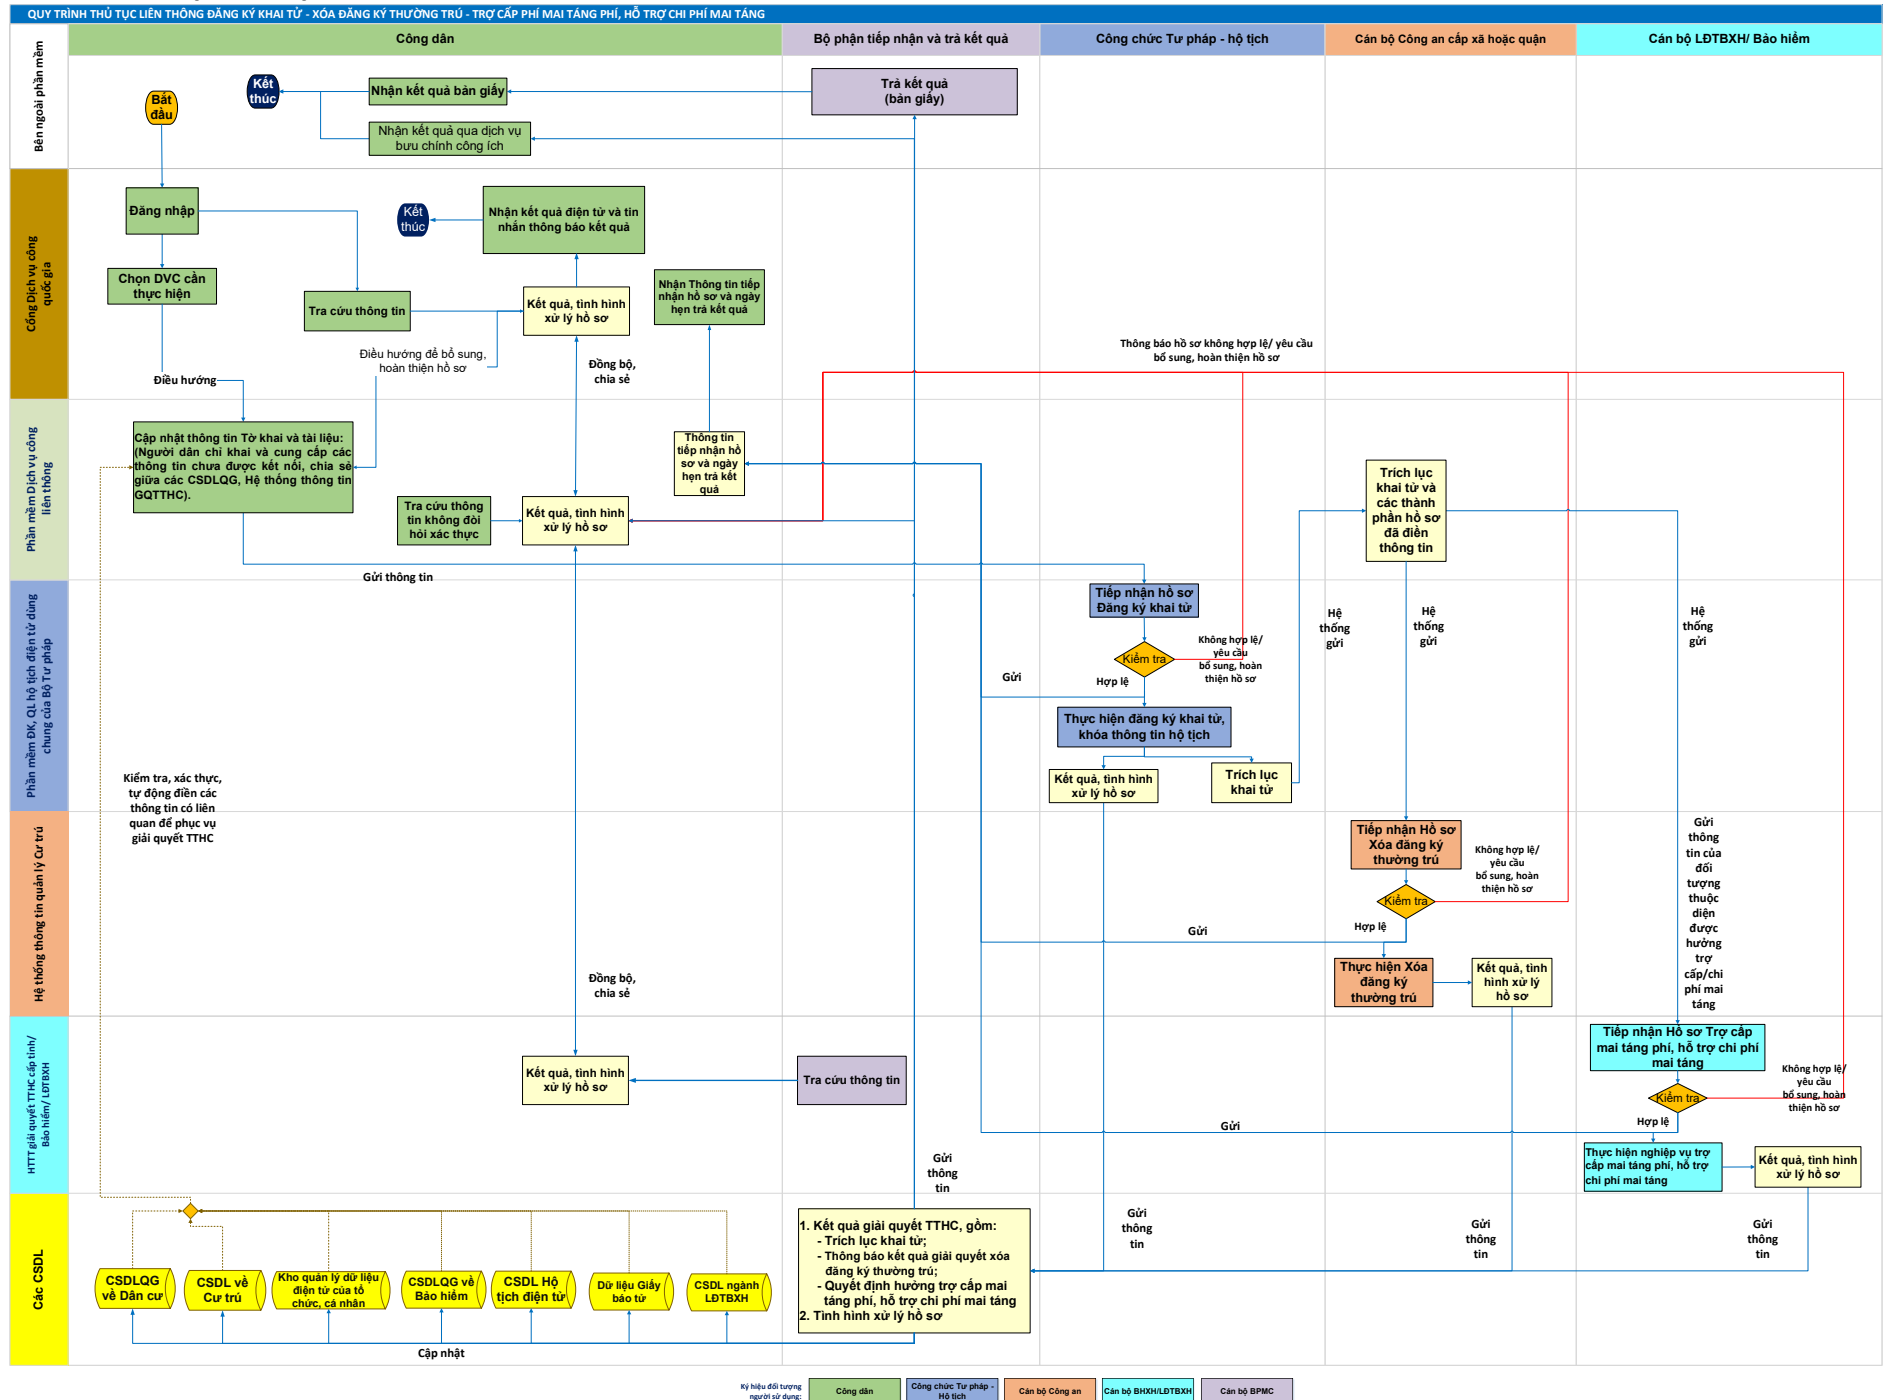 QUY TRÌNH THỦ TỤC LIÊN THÔNG ĐĂNG KÝ KHAI TỬ - XÓA ĐĂNG KÝ THƯỜNG TRÚ - TRỢ CẤP PHÍ MAI TÁNG PHÍ, HỖ TRỢ CHI PHÍ MAI TÁNG
Công dân
Bộ phận tiếp nhận và trả kết quả
Công chức Tư pháp - hộ tịch
Cán bộ Công an cấp xã hoặc quận
Cán bộ LĐTBXH/ Bảo hiểm
Bên ngoài phần mềm
Bắt
đầu
Kết
thúc
Nhận kết quả bản giấy
Nhận kết quả qua dịch vụ
bưu chính công ích
Trả kết quả
(bản giấy)
Cổng Dịch vụ công
quốc gia
Đăng nhập
Chọn DVC cần
thực hiện
Kết
thúc
Nhận kết quả điện tử và tin
nhắn thông báo kết quả
Tra cứu thông tin
Kết quả, tình hình
xử lý hồ sơ
Nhận Thông tin tiếp
nhận hồ sơ và ngày
hẹn trả kết quả
Điều hướng để bổ sung,
hoàn thiện hồ sơ
Điều hướng
Đồng bộ,
chia sẻ
Thông báo hồ sơ không hợp lệ/ yêu cầu
bổ sung, hoàn thiện hồ sơ
Phần mềm Dịch vụ công
liên thông
Cập nhật thông tin Tờ khai và tài liệu:
(Người dân chỉ khai và cung cấp các
thông tin chưa được kết nối, chia sẻ
giữa các CSDLQG, Hệ thống thông tin
GQTTHC).
Tra cứu thông
tin không đòi
hỏi xác thực
Kết quả, tình hình
xử lý hồ sơ
Thông tin
tiếp nhận hồ
sơ và ngày
hẹn trả kết
quả
Trích lục
khai tử và
các thành
phần hồ sơ
đã điền
thông tin
Gửi thông tin
Phần mềm ĐK, QL hộ tịch điện tử dùng
chung của Bộ Tư pháp
Tiếp nhận hồ sơ
Đăng ký khai tử
Kiểm tra
Không hợp lệ/
yêu cầu
bổ sung, hoàn
thiện hồ sơ
Hợp lệ
Gửi
Thực hiện đăng ký khai tử,
khóa thông tin hộ tịch
Kết quả, tình hình
xử lý hồ sơ
Trích lục
khai tử
Hệ
thống
gửi
Hệ
thống
gửi
Hệ
thống
gửi
Kiểm tra, xác thực,
tự động điền các
thông tin có liên
quan để phục vụ
giải quyết TTHC
Hệ thống thông tin quản lý Cư trú
Tiếp nhận Hồ sơ
Xóa đăng ký
thường trú
Kiểm tra
Không hợp lệ/
yêu cầu
bổ sung, hoàn
thiện hồ sơ
Hợp lệ
Gửi
Thực hiện Xóa
đăng ký
thường trú
Kết quả, tình
hình xử lý
hồ sơ
Gửi
thông
tin của
đối
tượng
thuộc
diện
được
hưởng
trợ
cấp/chi
phí mai
táng
Đồng bộ,
chia sẻ
HTTT giải quyết TTHC cấp tỉnh/
Bảo hiểm/ LĐTBXH
Kết quả, tình hình
xử lý hồ sơ
Tra cứu thông tin
Tiếp nhận Hồ sơ Trợ cấp
mai táng phí, hỗ trợ chi phí
mai táng
Kiểm tra
Không hợp lệ/
yêu cầu
bổ sung, hoàn
thiện hồ sơ
Hợp lệ
Gửi
Thực hiện nghiệp vụ trợ
cấp mai táng phí, hỗ trợ
chi phí mai táng
Kết quả, tình hình
xử lý hồ sơ
Gửi
thông
tin
Các CSDL
CSDLQG
về Dân cư
CSDL về
Cư trú
Kho quản lý dữ liệu
điện tử của tổ
chức, cá nhân
CSDLQG về
Bảo hiểm
CSDL Hộ
tịch điện tử
Dữ liệu Giấy
báo tử
CSDL ngành
LĐTBXH
1. Kết quả giải quyết TTHC, gồm:
- Trích lục khai tử;
- Thông báo kết quả giải quyết xóa
đăng ký thường trú;
- Quyết định hưởng trợ cấp mai
táng phí, hỗ trợ chi phí mai táng
2. Tình hình xử lý hồ sơ
Gửi
thông
tin
Gửi
thông
tin
Gửi
thông
tin
Cập nhật
Ký hiệu đối tượng
người sử dụng:
Công dân
Công chức Tư pháp -
Hộ tịch
Cán bộ Công an
Cán bộ BHXH/LĐTBXH
Cán bộ BPMC